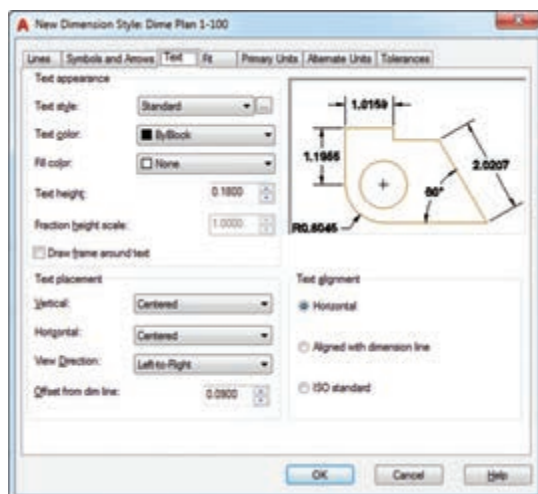 New Dimension Style: Dime Plan 1-100
Lines Symbols and Arrows Text Fit Primary Units Alternate Units Tolerances
Text appearance
Text style: Standard ...
Text color: ByBlock
Fill color: None
Text height: 0.1800
Fraction height scale: 1.0000
Draw frame around text
1.0159
1.1955
2.0207
60°
R0.8045
Text placement
Vertical: Centered
Horizontal: Centered
View Direction: Left-to-Right
Offset from dim line: 0.0900
Text alignment
Horizontal
Aligned with dimension line
ISO standard
OK Cancel Help